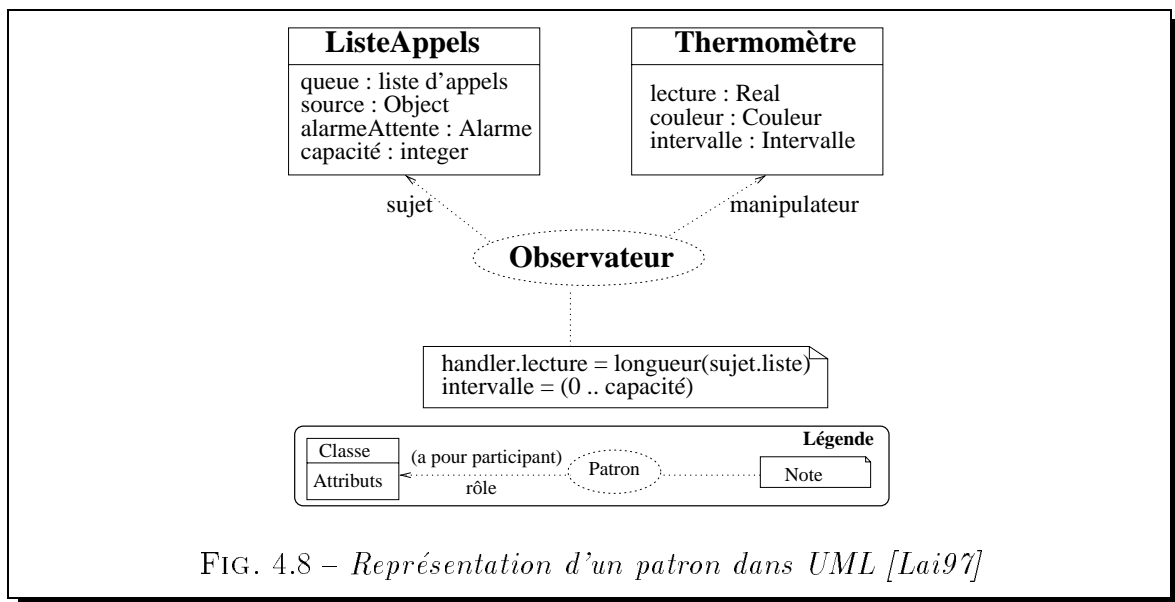 ListeAppels
queue : liste d'appels
source : Object
alarmeAttente : Alarme
capacité : integer
Thermomètre
lecture : Real
couleur : Couleur
intervalle : Intervalle
sujet
manipulateur
Observateur
handler.lecture = longueur(sujet.liste)
intervalle = (0 .. capacité)
Légende
Classe
Attributs
(a pour participant)
rôle
Patron
Note
FIG. 4.8 – Représentation d'un patron dans UML [Lai97]